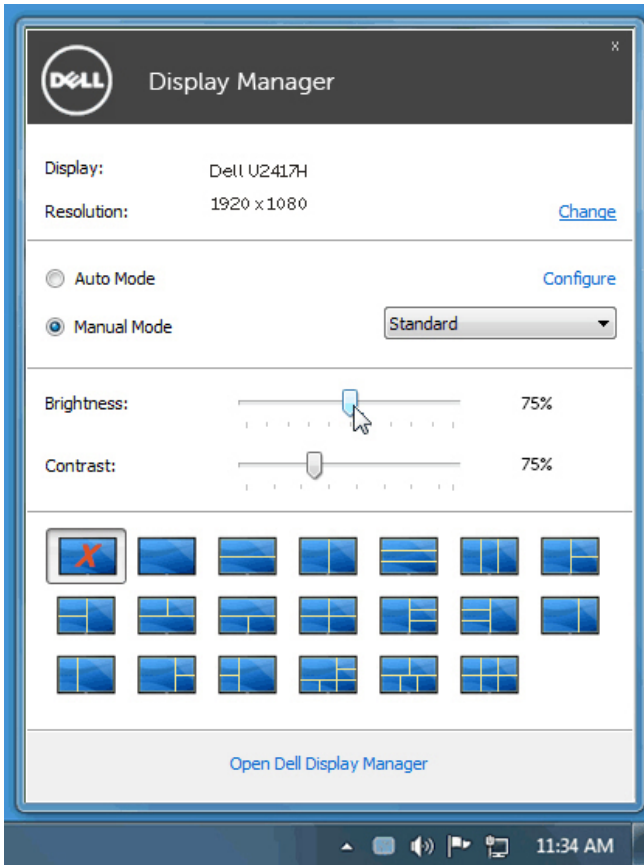 x
DELL Display Manager
Display: Dell U2417H
Resolution: 1920 x 1080 Change
Auto Mode Configure
Manual Mode Standard
Brightness: 75%
Contrast: 75%
X
Open Dell Display Manager
11:34 AM